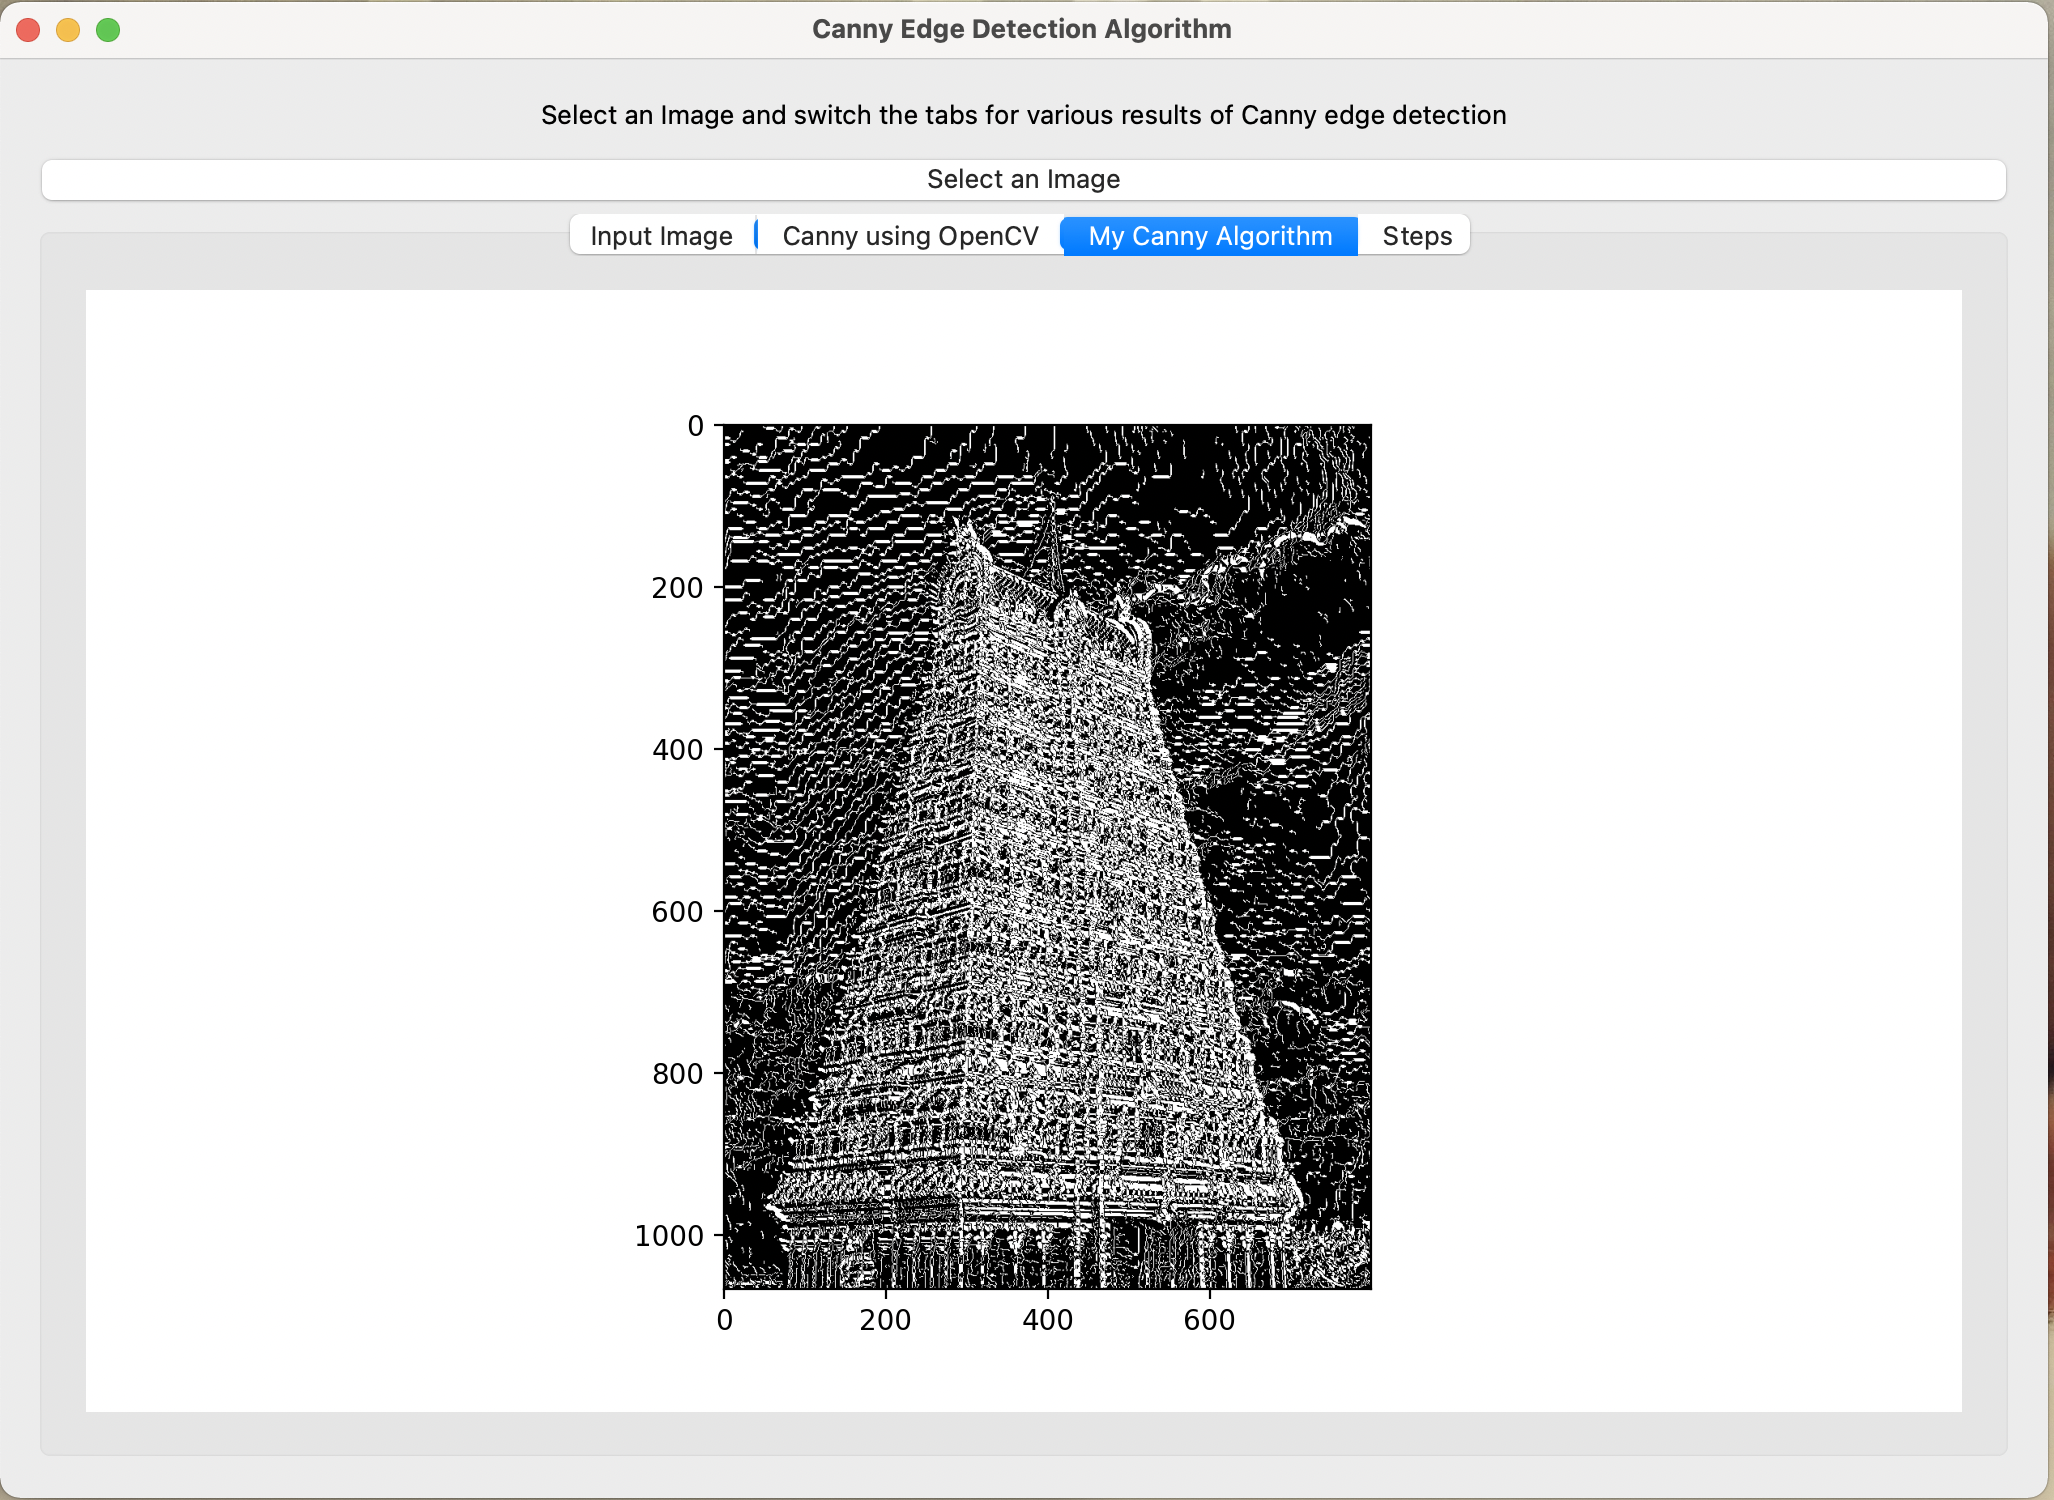 Canny Edge Detection Algorithm
Select an Image and switch the tabs for various results of Canny edge detection
Select an Image
Input Image Canny using OpenCV My Canny Algorithm Steps
0
200
400
600
800
1000
0 200 400 600